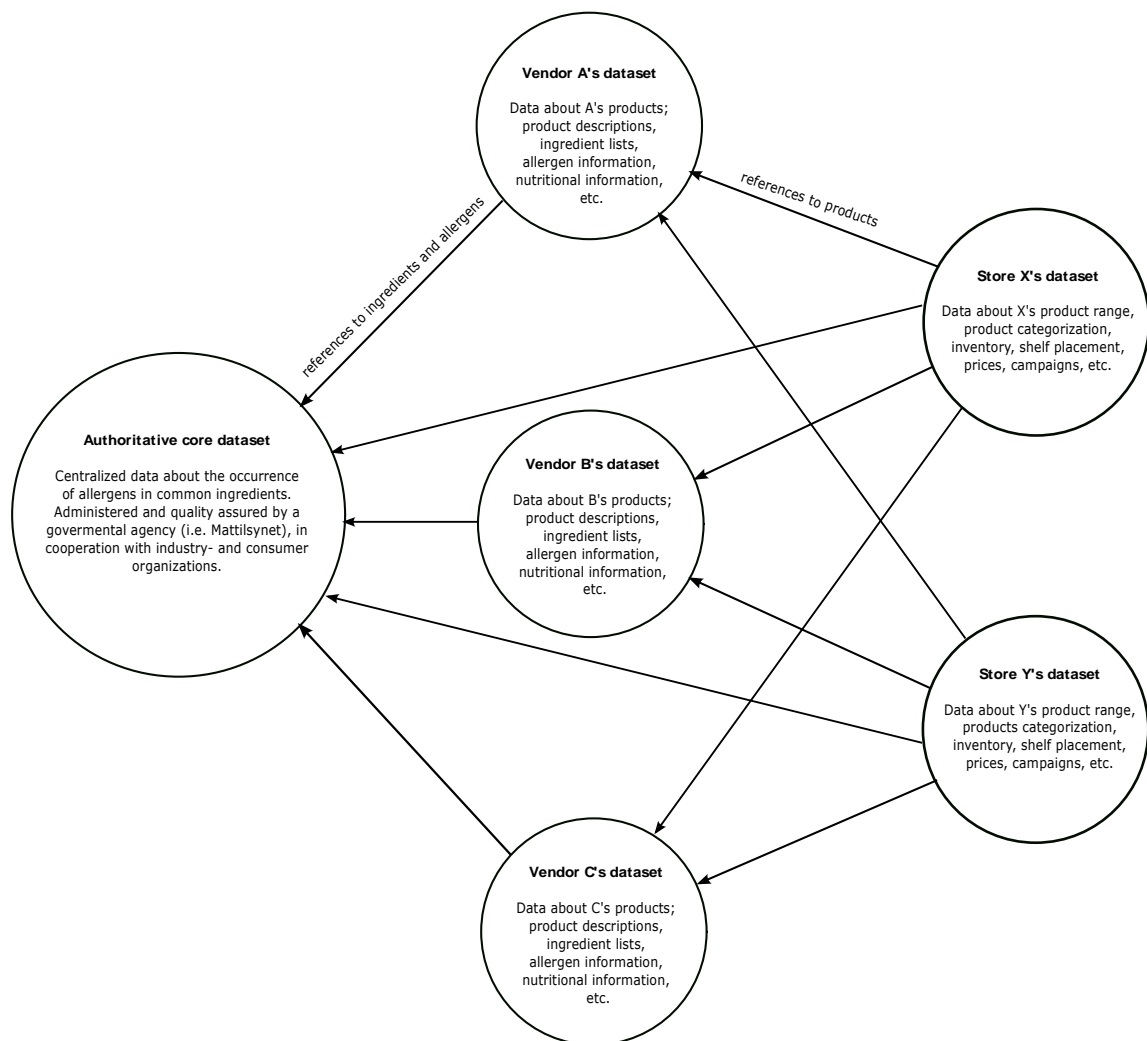 Vendor A's dataset
Data about A's products;
product descriptions,
ingredient lists,
allergen information,
nutritional information,
etc.
references to products
references to ingredients and allergens
Store X's dataset
Data about X's product range,
product categorization,
inventory, shelf placement,
prices, campaigns, etc.
Authoritative core dataset
Centralized data about the occurrence
of allergens in common ingredients.
Administered and quality assured by a
govermental agency (i.e. Mattilsynet), in
cooperation with industry- and consumer
organizations.
Vendor B's dataset
Data about B's products;
product descriptions,
ingredient lists,
allergen information,
nutritional information,
etc.
Store Y's dataset
Data about Y's product range,
products categorization,
inventory, shelf placement,
prices, campaigns, etc.
Vendor C's dataset
Data about C's products;
product descriptions,
ingredient lists,
allergen information,
nutritional information,
etc.